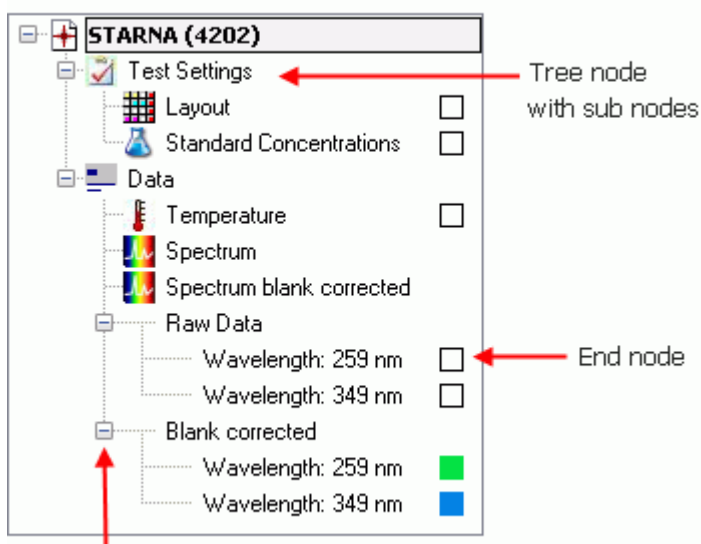 STARNA (4202)
Test Settings
Tree node
with sub nodes
Layout
Standard Concentrations
Data
Temperature
Spectrum
Spectrum blank corrected
Raw Data
Wavelength: 259 nm
End node
Wavelength: 349 nm
Blank corrected
Wavelength: 259 nm
Wavelength: 349 nm